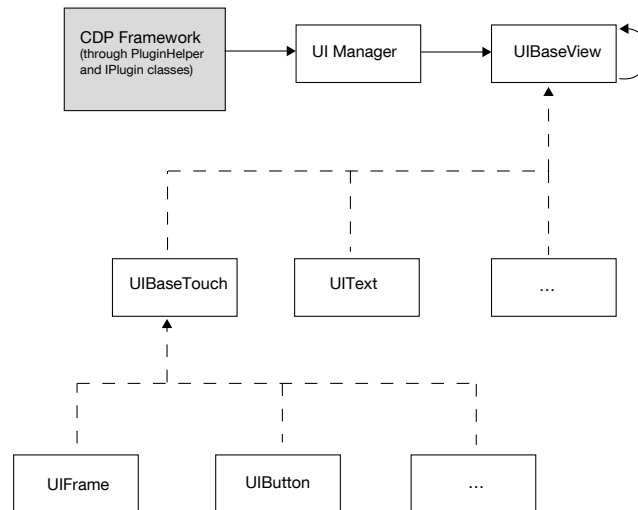 CDP Framework
(through PluginHelper
and IPlugin classes)
UI Manager
UIBaseView
UIBaseTouch
UIText
...
UIFrame
UIButton
...